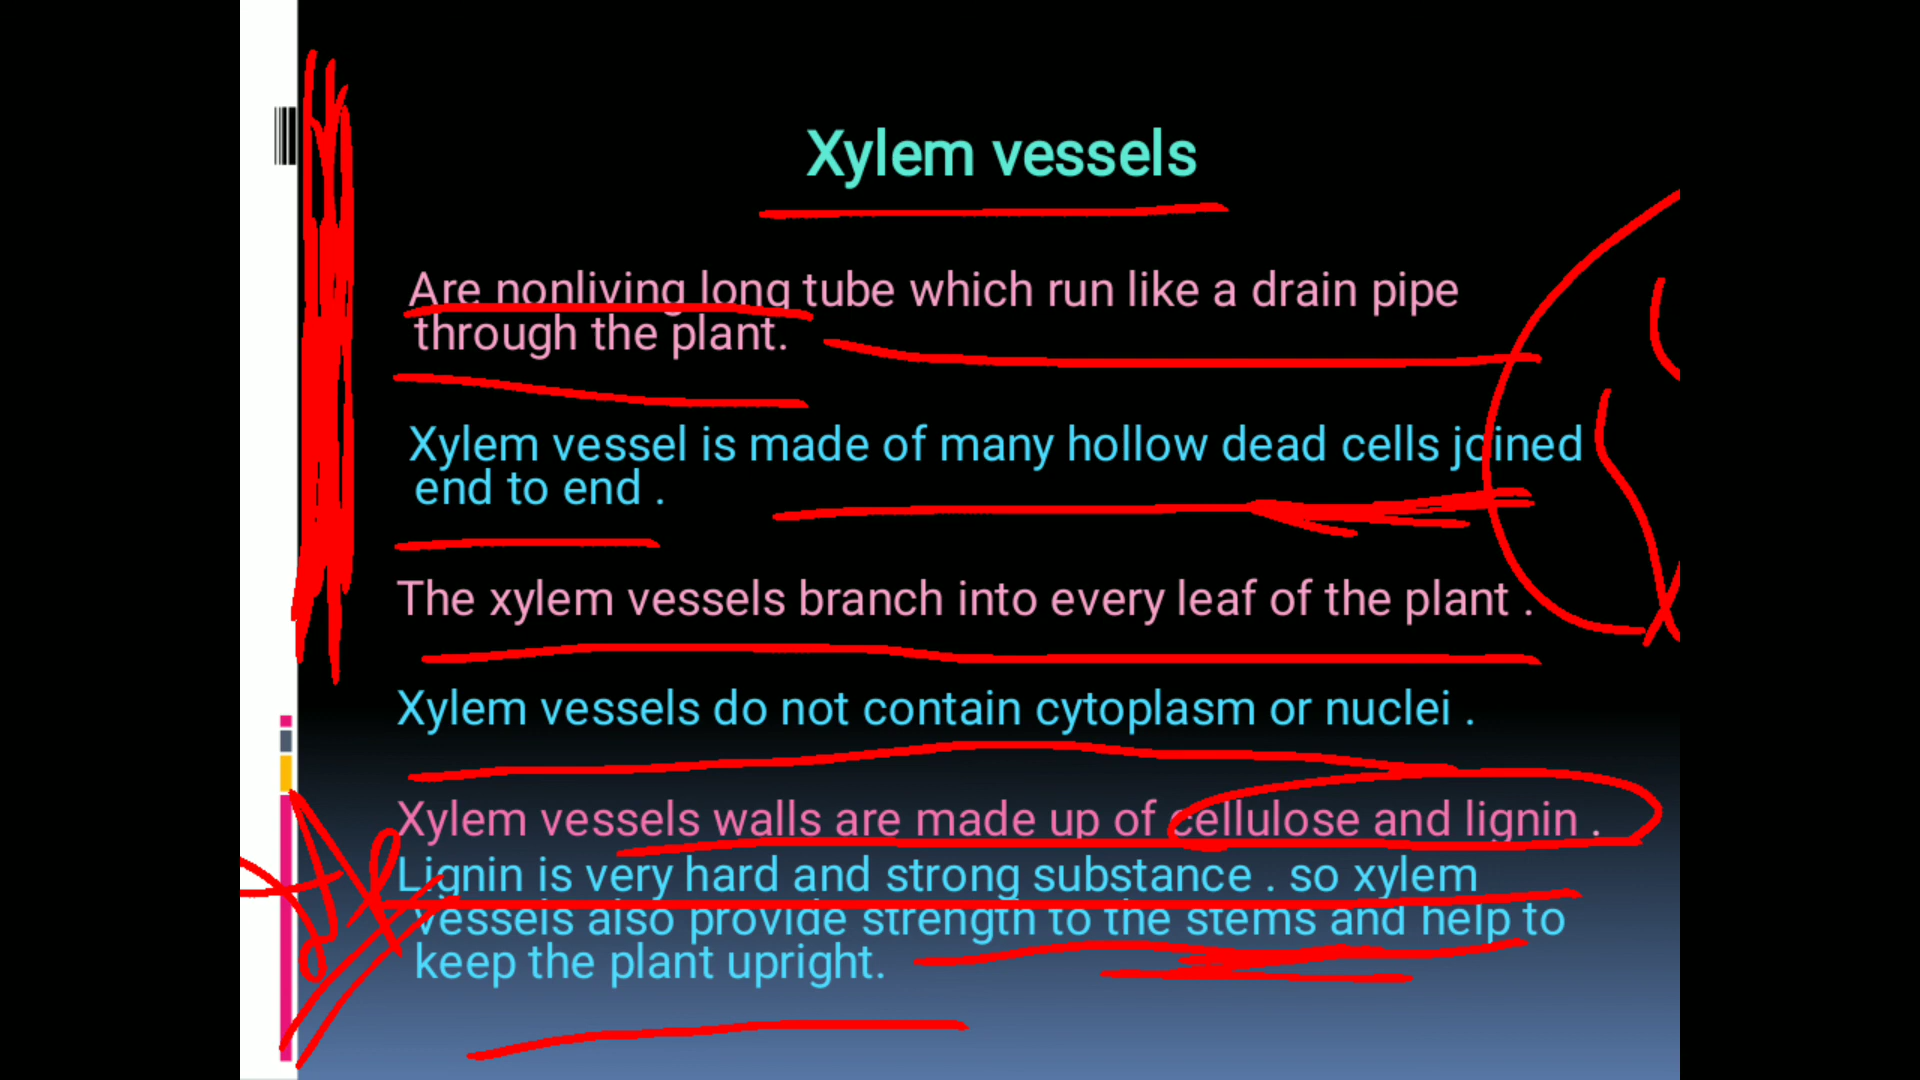 Xylem vessels
Are nonliving long tube which run like a drain pipe
through the plant.
Xylem vessel is made of many hollow dead cells joined
end to end .
The xylem vessels branch into every leaf of the plant .
Xylem vessels do not contain cytoplasm or nuclei .
Xylem vessels walls are made up of cellulose and lignin .
Lignin is very hard and strong substance . so xylem
vessels also provide strength to the stems and help to
keep the plant upright.